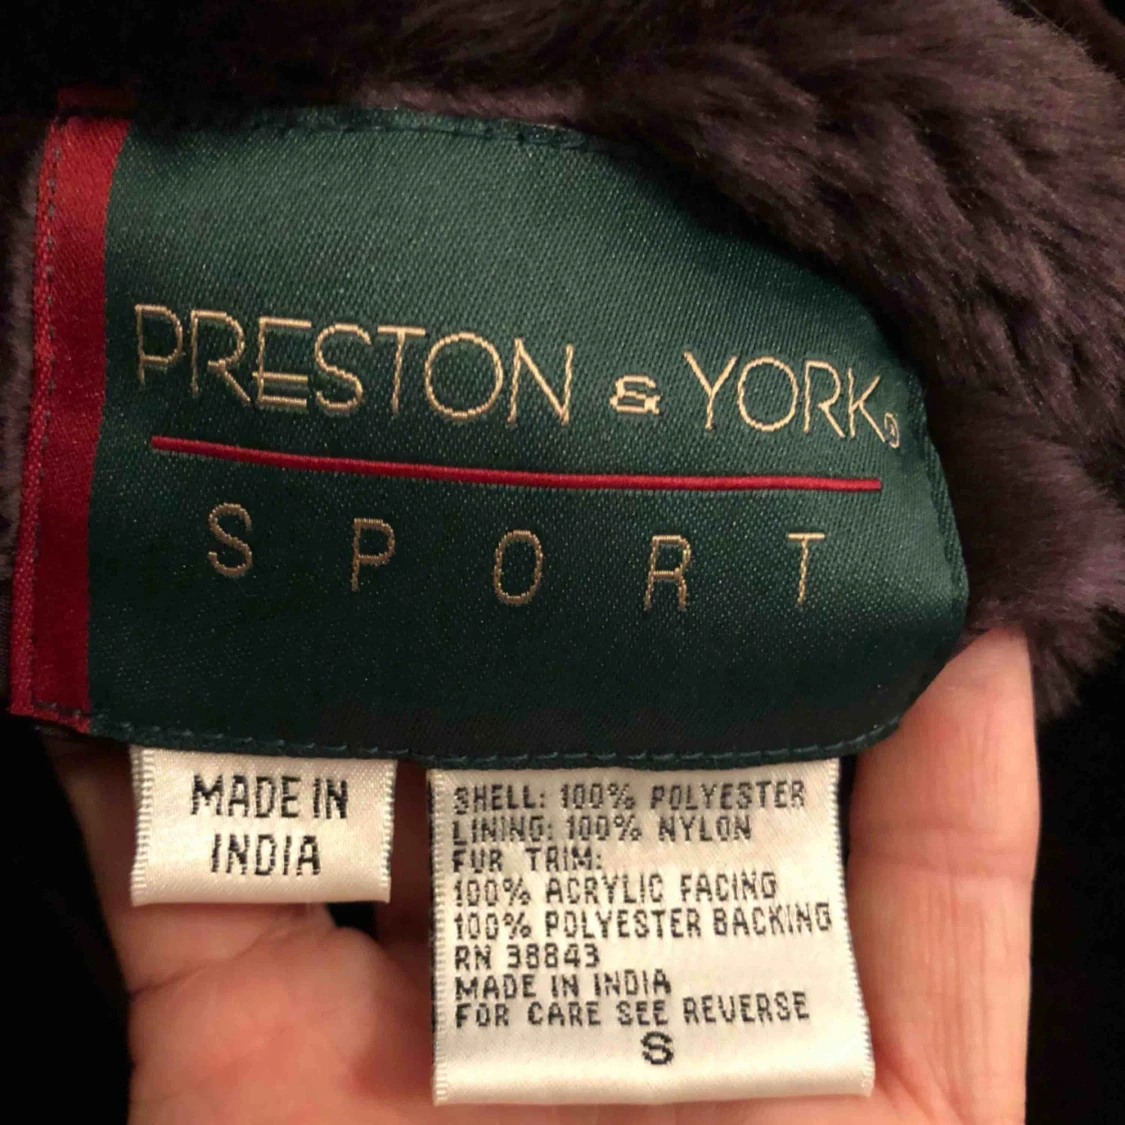 PRESTON & YORK®
SPORT
MADE IN
INDIA
SHELL: 100% POLYESTER
LINING: 100% NYLON
FUR TRIM:
100% ACRYLIC FACING
100% POLYESTER BACKING
RN 38843
MADE IN INDIA
FOR CARE SEE REVERSE
S